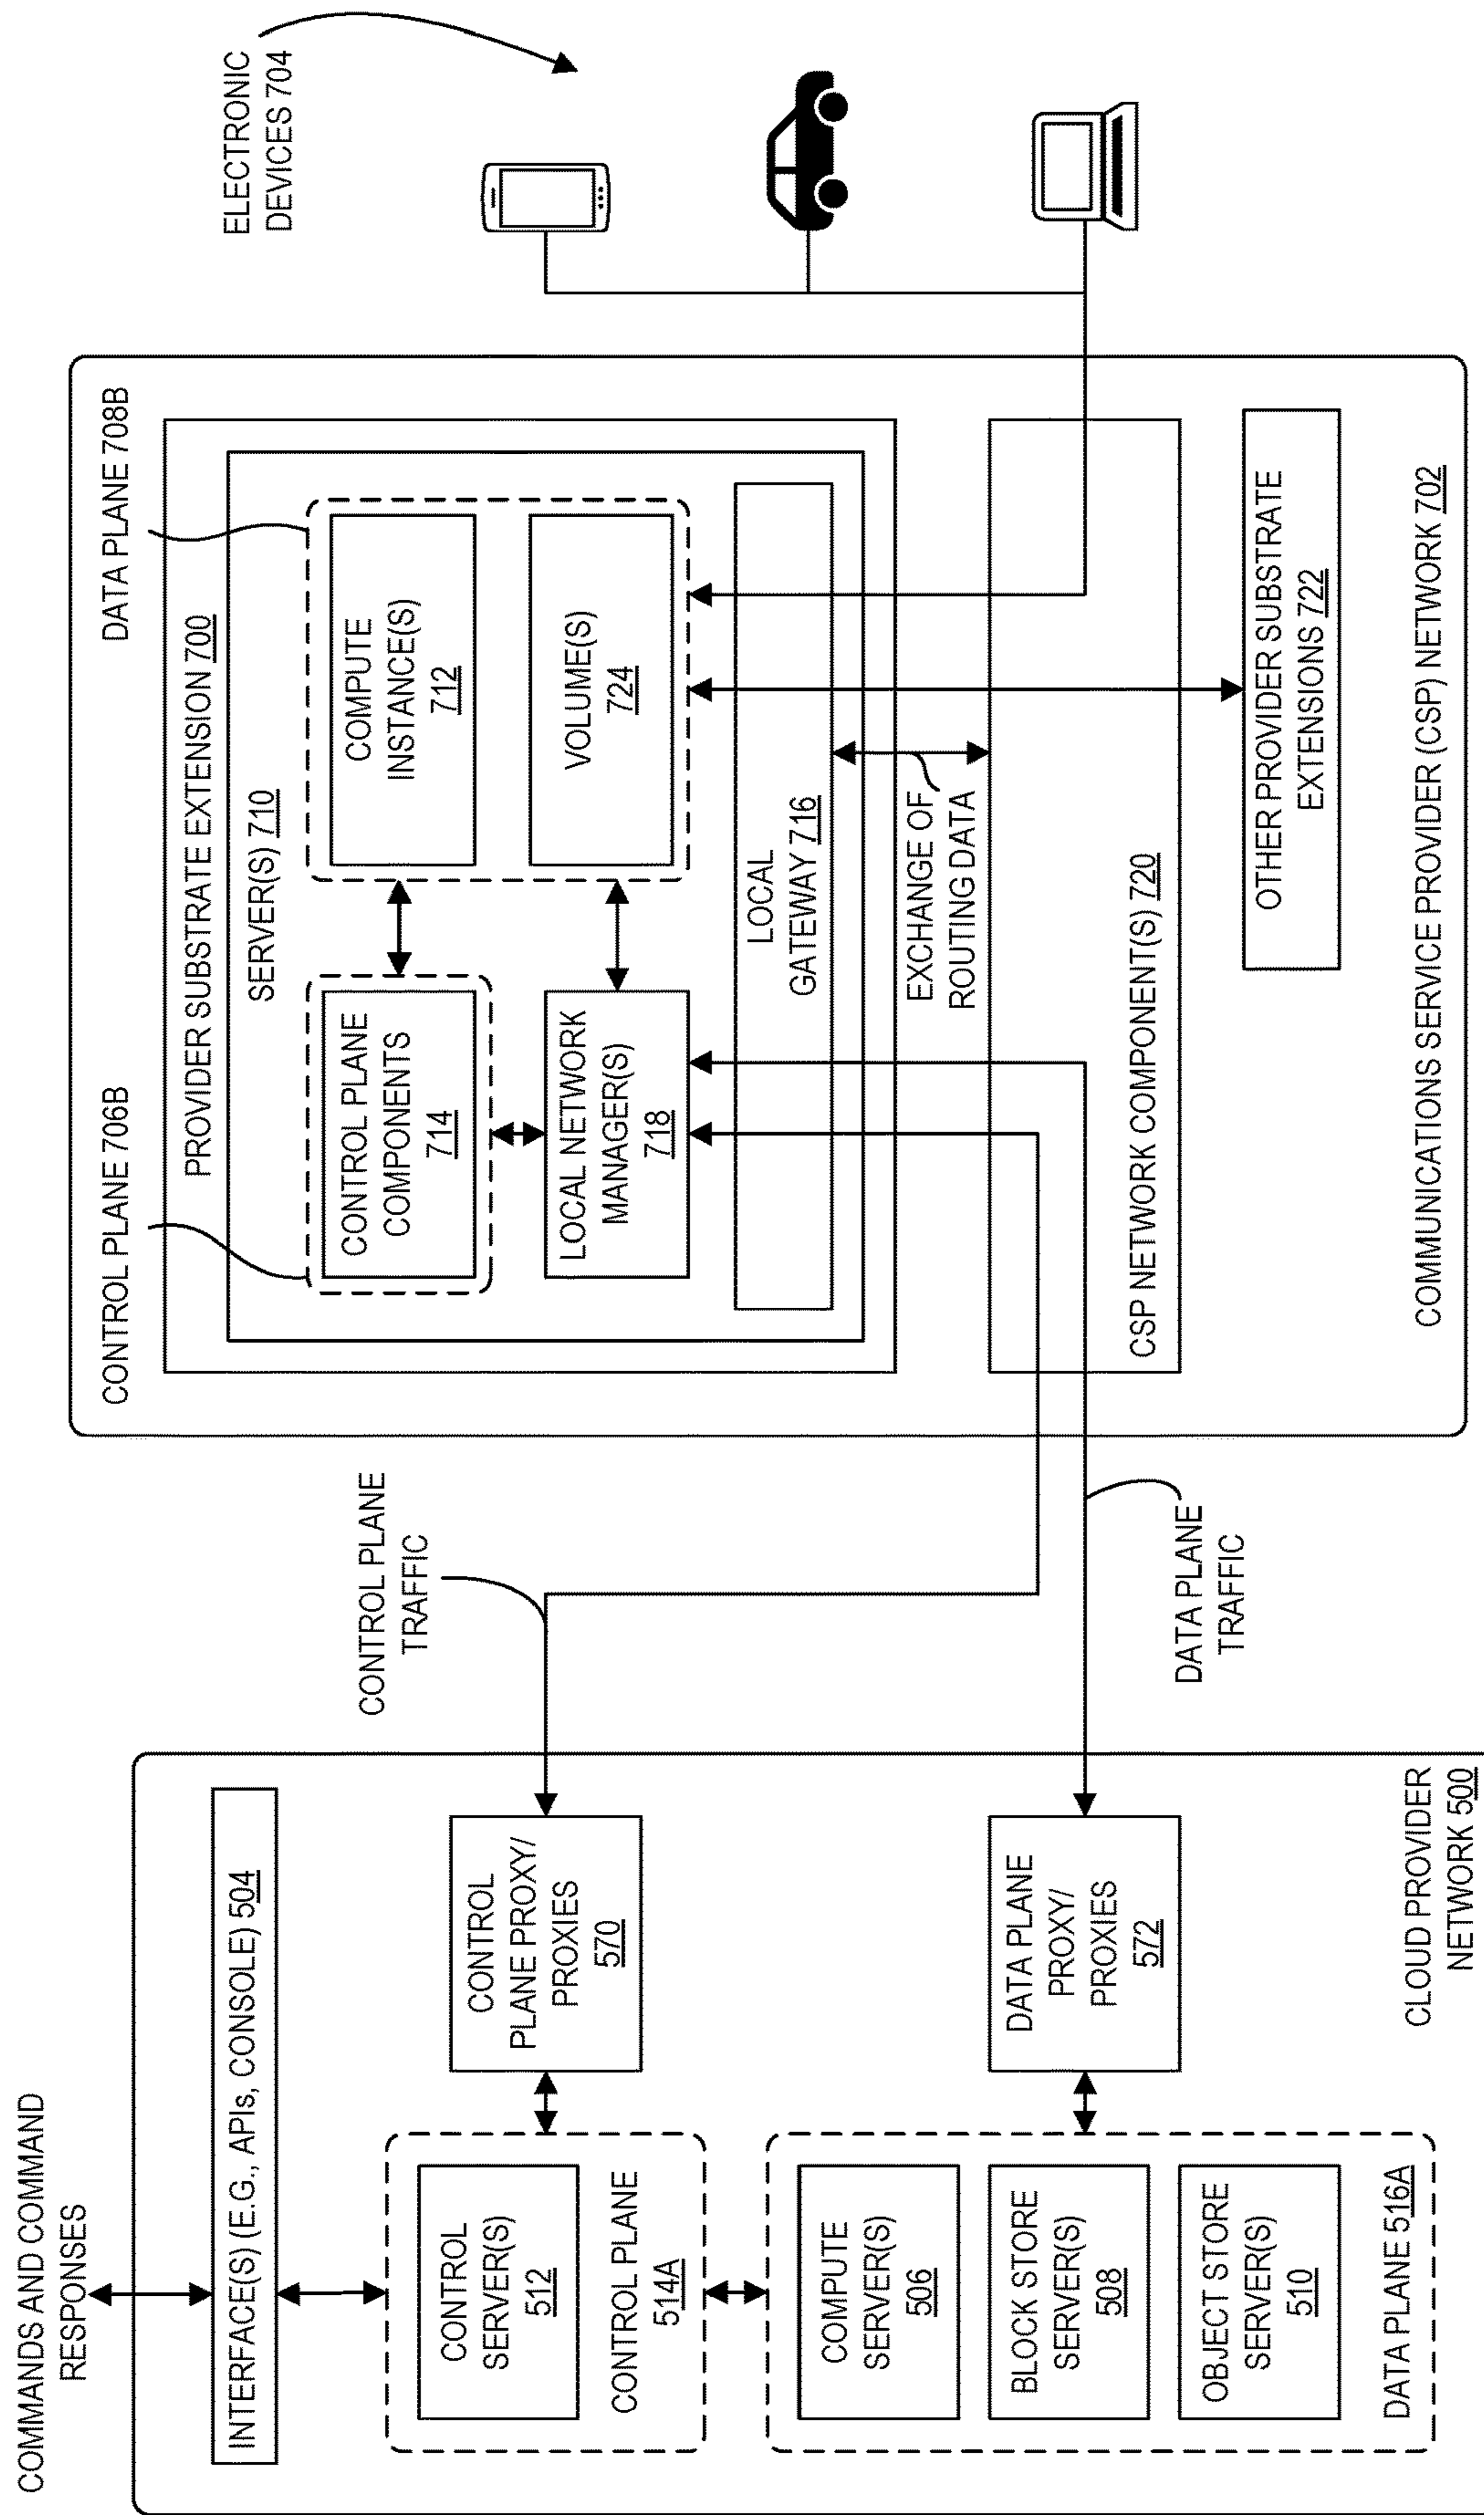 COMMANDS AND COMMAND
RESPONSES
INTERFACE(S) (E.G., APIs, CONSOLE) 504
CONTROL
SERVER(S)
512
CONTROL PLANE
514A
CONTROL
PLANE PROXY/
PROXIES
570
COMPUTE
SERVER(S)
506
BLOCK STORE
SERVER(S)
508
OBJECT STORE
SERVER(S)
510
DATA PLANE 516A
DATA PLANE
PROXY/
PROXIES
572
CLOUD PROVIDER
NETWORK 500
CONTROL PLANE
TRAFFIC
DATA PLANE
TRAFFIC
CONTROL PLANE 706B
DATA PLANE 708B
PROVIDER SUBSTRATE EXTENSION 700
SERVER(S) 710
CONTROL PLANE
COMPONENTS
714
COMPUTE
INSTANCE(S)
712
LOCAL NETWORK
MANAGER(S)
718
VOLUME(S)
724
LOCAL
GATEWAY 716
EXCHANGE OF
ROUTING DATA
CSP NETWORK COMPONENT(S) 720
OTHER PROVIDER SUBSTRATE
EXTENSIONS 722
COMMUNICATIONS SERVICE PROVIDER (CSP) NETWORK 702
ELECTRONIC
DEVICES 704